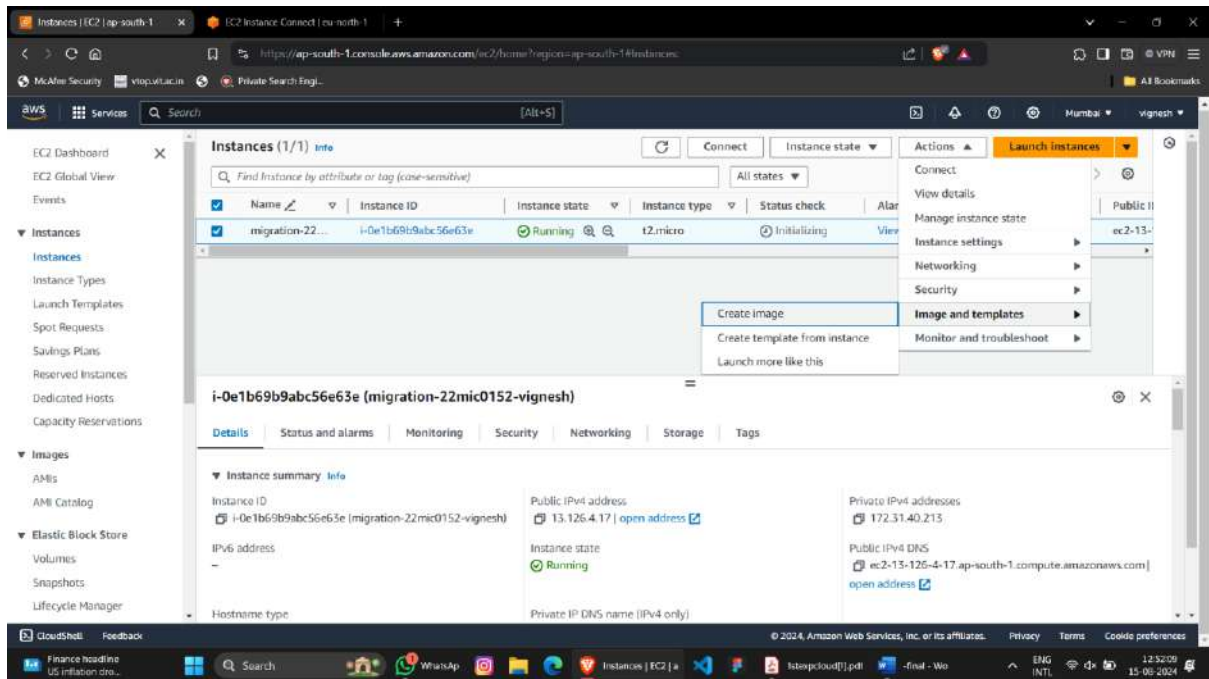 Instances | EC2 | ap-south-1
EC2 Instance Connect | eu-north-1
https://ap-south-1.console.aws.amazon.com/ec2/home?region=ap-south-1#Instances:
VPN
McAfee Security
vtop.vit.ac.in
Private Search Engi...
All Bookmarks
aws
Services
Search
[Alt+S]
Mumbai
vignesh
EC2 Dashboard
EC2 Global View
Events
Instances
Instances
Instance Types
Launch Templates
Spot Requests
Savings Plans
Reserved Instances
Dedicated Hosts
Capacity Reservations
Images
AMIs
AMI Catalog
Elastic Block Store
Volumes
Snapshots
Lifecycle Manager
Instances (1/1) Info
Connect
Instance state
Actions
Launch instances
Find Instance by attribute or tag (case-sensitive)
All states
Name
Instance ID
Instance state
Instance type
Status check
Alar
Public I
migration-22...
i-0e1b69b9abc56e63e
Running
t2.micro
Initializing
View
ec2-13-
Connect
View details
Manage instance state
Instance settings
Networking
Security
Image and templates
Monitor and troubleshoot
Create image
Create template from instance
Launch more like this
i-0e1b69b9abc56e63e (migration-22mic0152-vignesh)
Details
Status and alarms
Monitoring
Security
Networking
Storage
Tags
Instance summary Info
Instance ID
i-0e1b69b9abc56e63e (migration-22mic0152-vignesh)
Public IPv4 address
13.126.4.17 | open address
Private IPv4 addresses
172.31.40.213
IPv6 address
–
Instance state
Running
Public IPv4 DNS
ec2-13-126-4-17.ap-south-1.compute.amazonaws.com |
open address
Hostname type
Private IP DNS name (IPv4 only)
CloudShell
Feedback
© 2024, Amazon Web Services, Inc. or its affiliates.
Privacy
Terms
Cookie preferences
Finance headline
US inflation dro...
Search
WhatsAp
Instances | EC2 | a
1stexpcloud[1].pdf
-final - Wo
ENG
INTL
12:52:09
15-08-2024